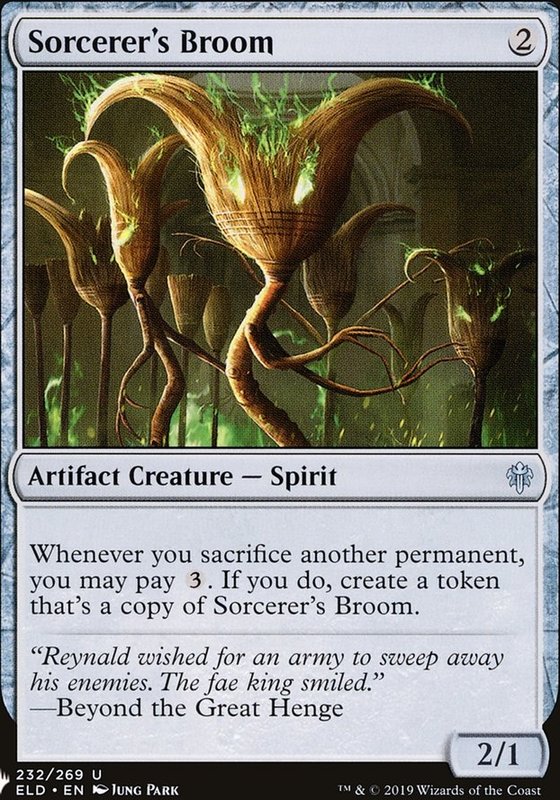 Sorcerer's Broom 2
Artifact Creature — Spirit
Whenever you sacrifice another permanent,
you may pay 3. If you do, create a token
that's a copy of Sorcerer's Broom.
“Reynald wished for an army to sweep away
his enemies. The fae king smiled.”
—Beyond the Great Henge
2/1
232/269 U
ELD • EN Jung Park
™ & © 2019 Wizards of the Coast